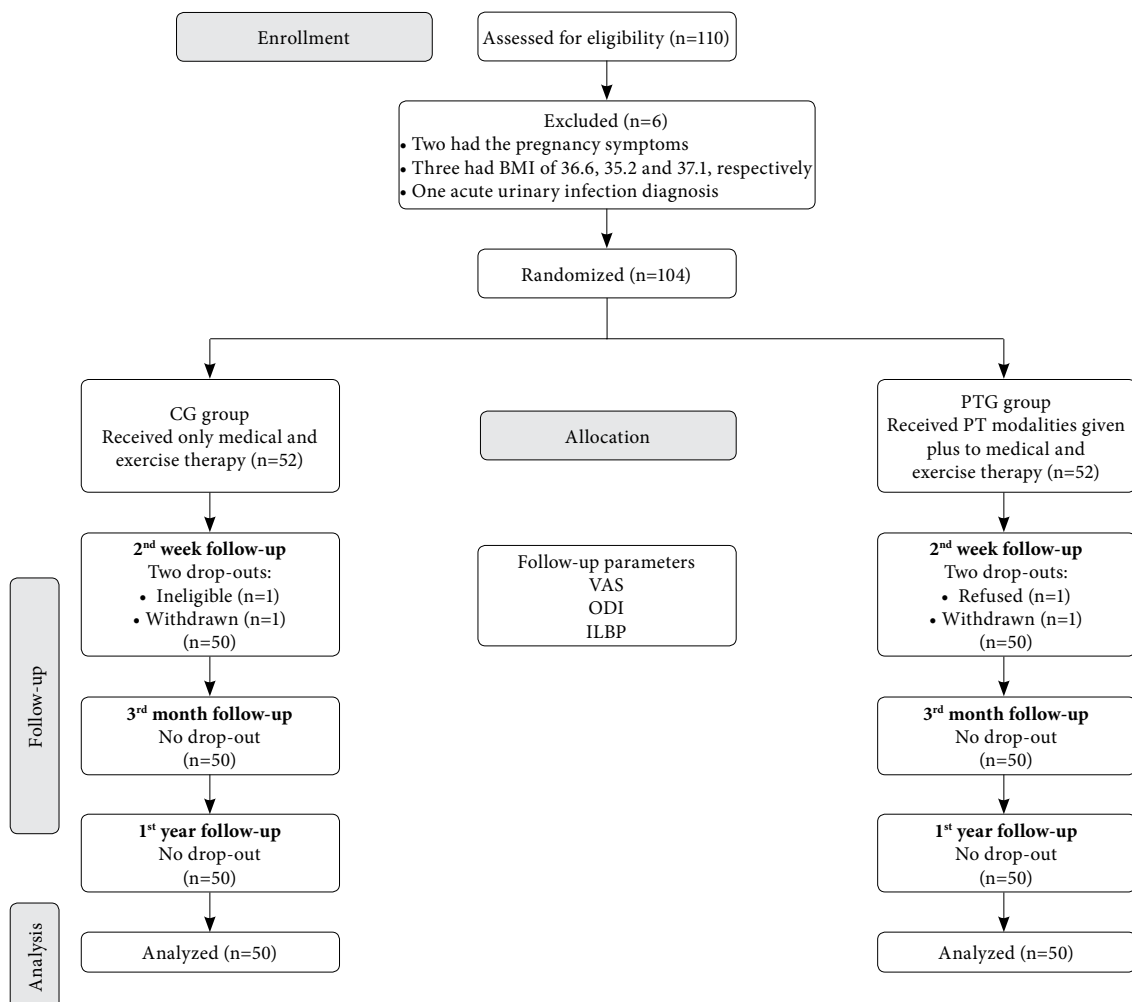 Enrollment
Assessed for eligibility (n=110)
Excluded (n=6)
• Two had the pregnancy symptoms
• Three had BMI of 36.6, 35.2 and 37.1, respectively
• One acute urinary infection diagnosis
Randomized (n=104)
CG group
Received only medical and
exercise therapy (n=52)
Allocation
PTG group
Received PT modalities given
plus to medical and
exercise therapy (n=52)
Follow-up
2nd week follow-up
Two drop-outs:
• Ineligible (n=1)
• Withdrawn (n=1)
(n=50)
Follow-up parameters
VAS
ODI
ILBP
2nd week follow-up
Two drop-outs:
• Refused (n=1)
• Withdrawn (n=1)
(n=50)
3rd month follow-up
No drop-out
(n=50)
3rd month follow-up
No drop-out
(n=50)
1st year follow-up
No drop-out
(n=50)
1st year follow-up
No drop-out
(n=50)
Analysis
Analyzed (n=50)
Analyzed (n=50)